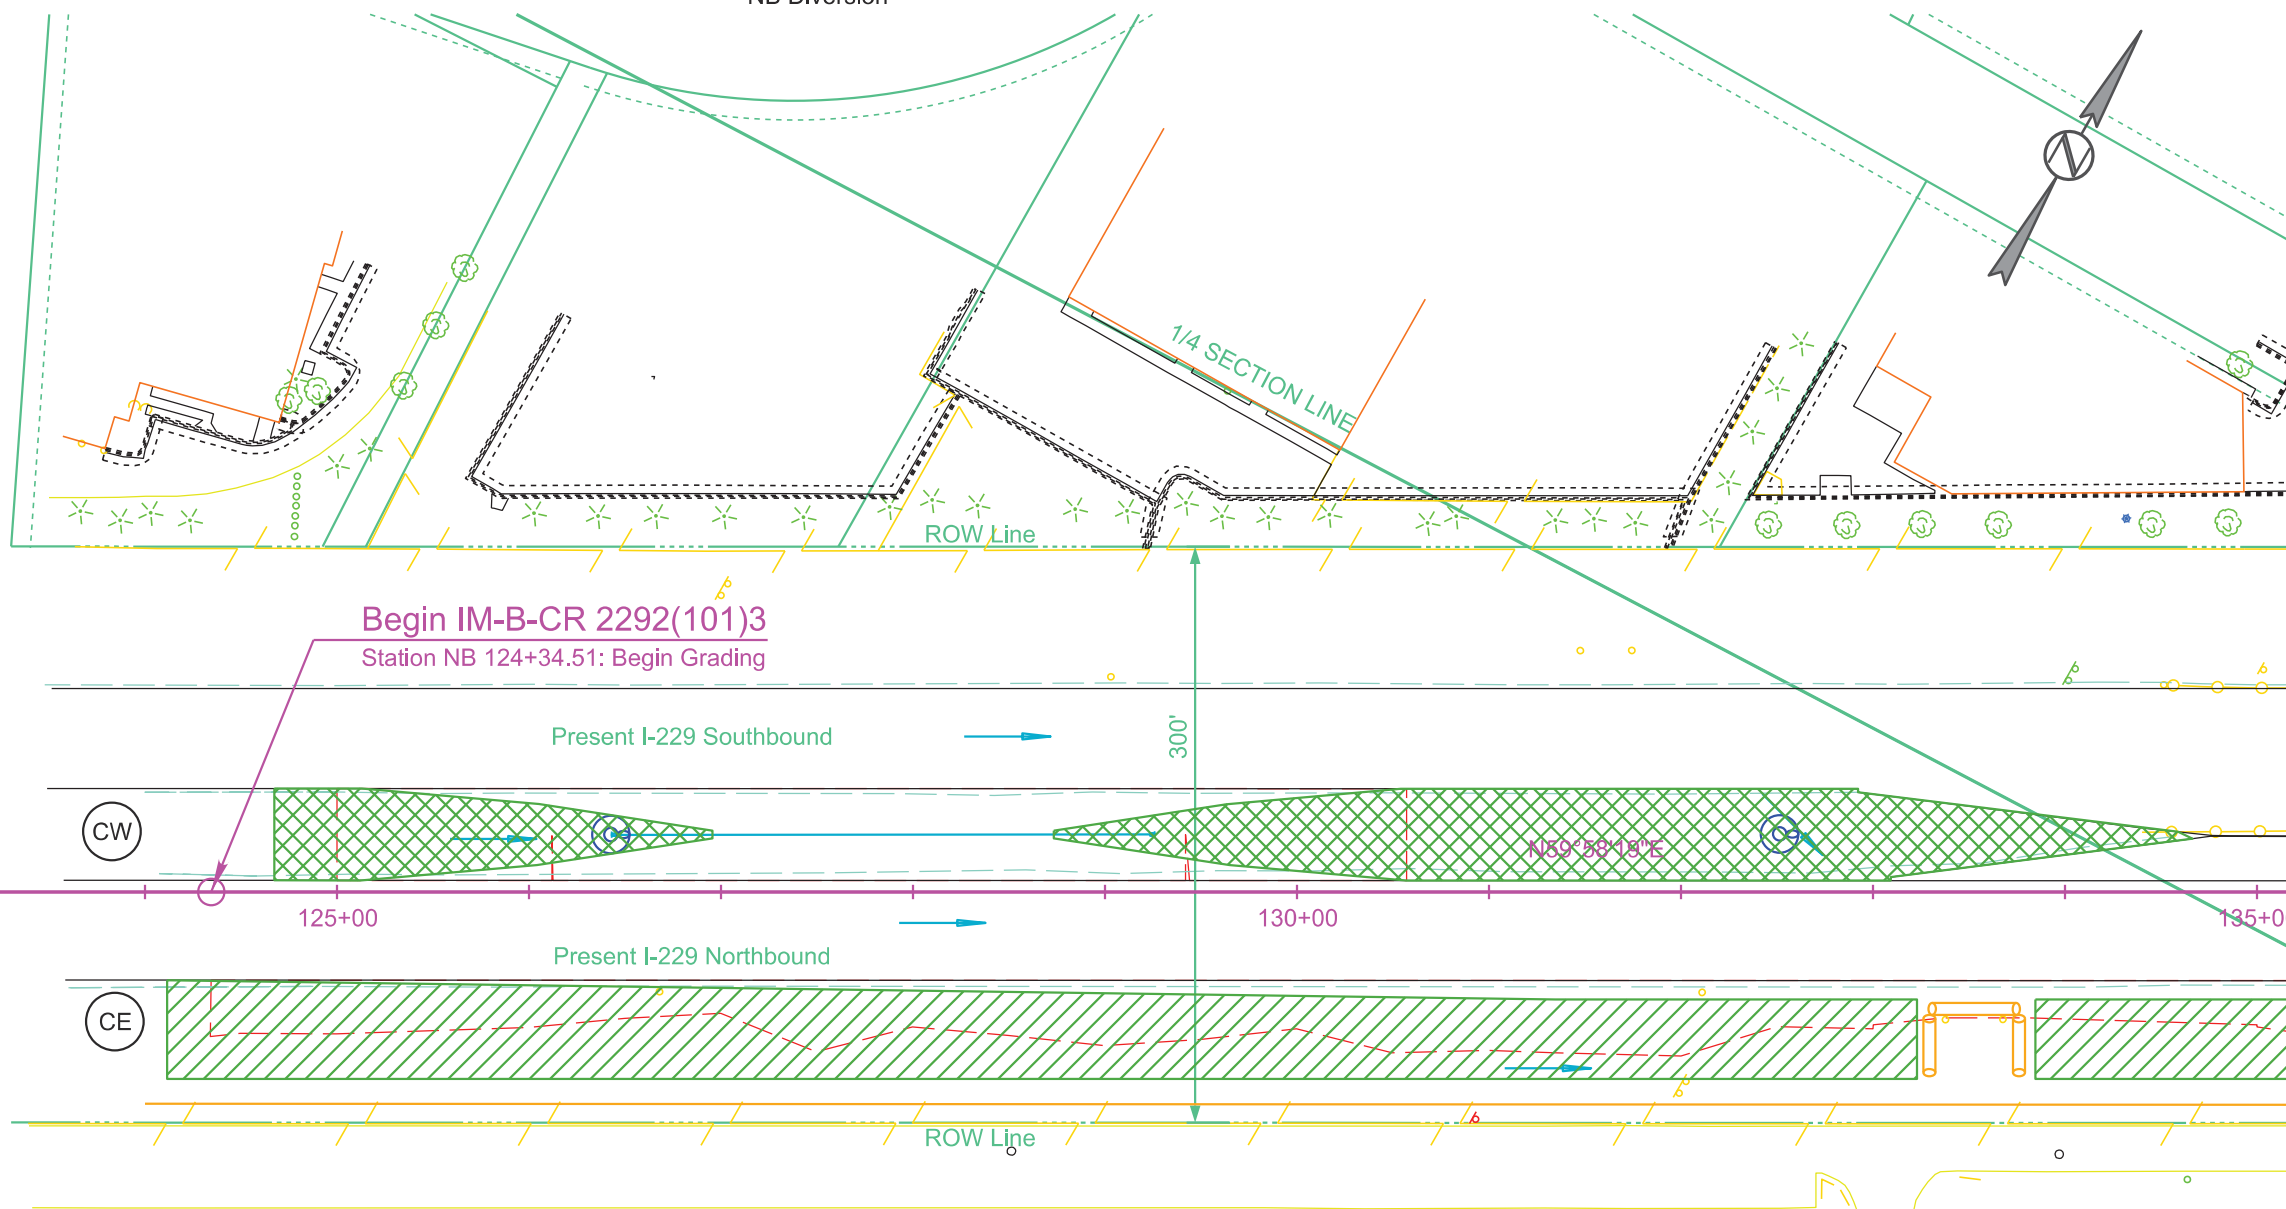 NB Diversion
N
1/4 SECTION LINE
ROW Line
Begin IM-B-CR 2292(101)3
Station NB 124+34.51: Begin Grading
Present I-229 Southbound
300'
CW
N59°58'19"E
125+00
130+00
135+0
Present I-229 Northbound
CE
ROW Line